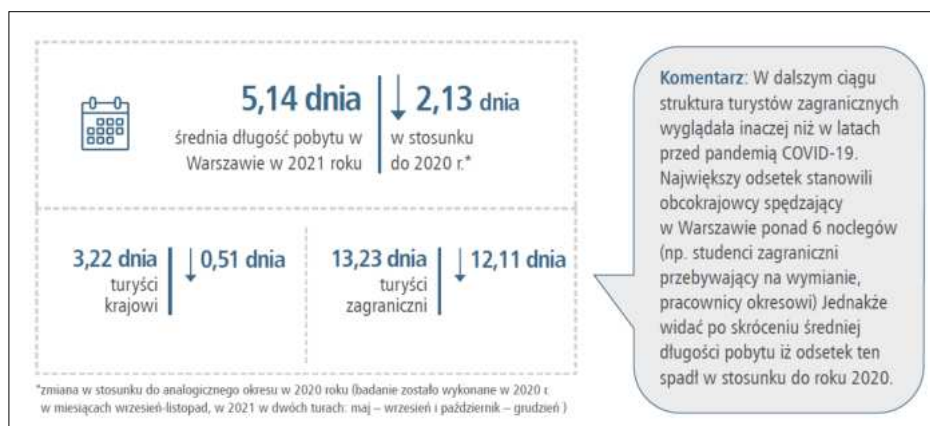 5,14 dnia
średnia długość pobytu w
Warszawie w 2021 roku
2,13 dnia
w stosunku
do 2020 r.*
3,22 dnia
turyści
krajowi
0,51 dnia
13,23 dnia
turyści
zagraniczni
12,11 dnia
*zmiana w stosunku do analogicznego okresu w 2020 roku (badanie zostało wykonane w 2020 r.
w miesiącach wrzesień-listopad, w 2021 w dwóch turach: maj – wrzesień i październik – grudzień )
Komentarz: W dalszym ciągu
struktura turystów zagranicznych
wyglądała inaczej niż w latach
przed pandemią COVID-19.
Największy odsetek stanowili
obcokrajowcy spędzający
w Warszawie ponad 6 noclegów
(np. studenci zagraniczni
przebywający na wymianie,
pracownicy okresowi) Jednakże
widać po skróceniu średniej
długości pobytu iż odsetek ten
spadł w stosunku do roku 2020.